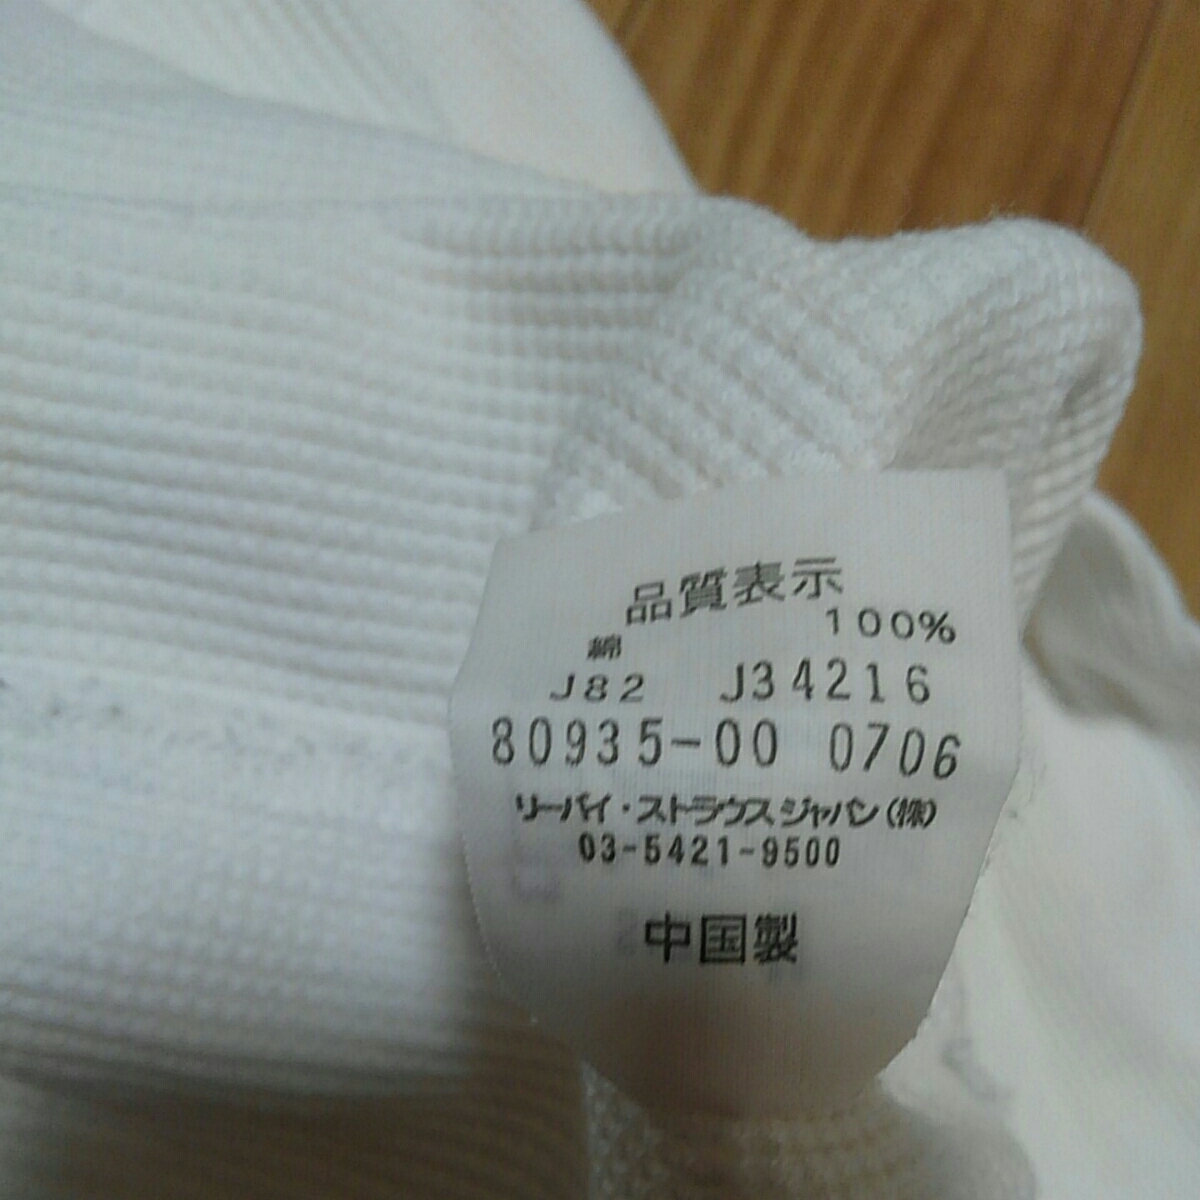 品質表示
綿 100%
J82 J34216
80935-00 0706
リーバイ・ストラウスジャパン(株)
03-5421-9500
中国製